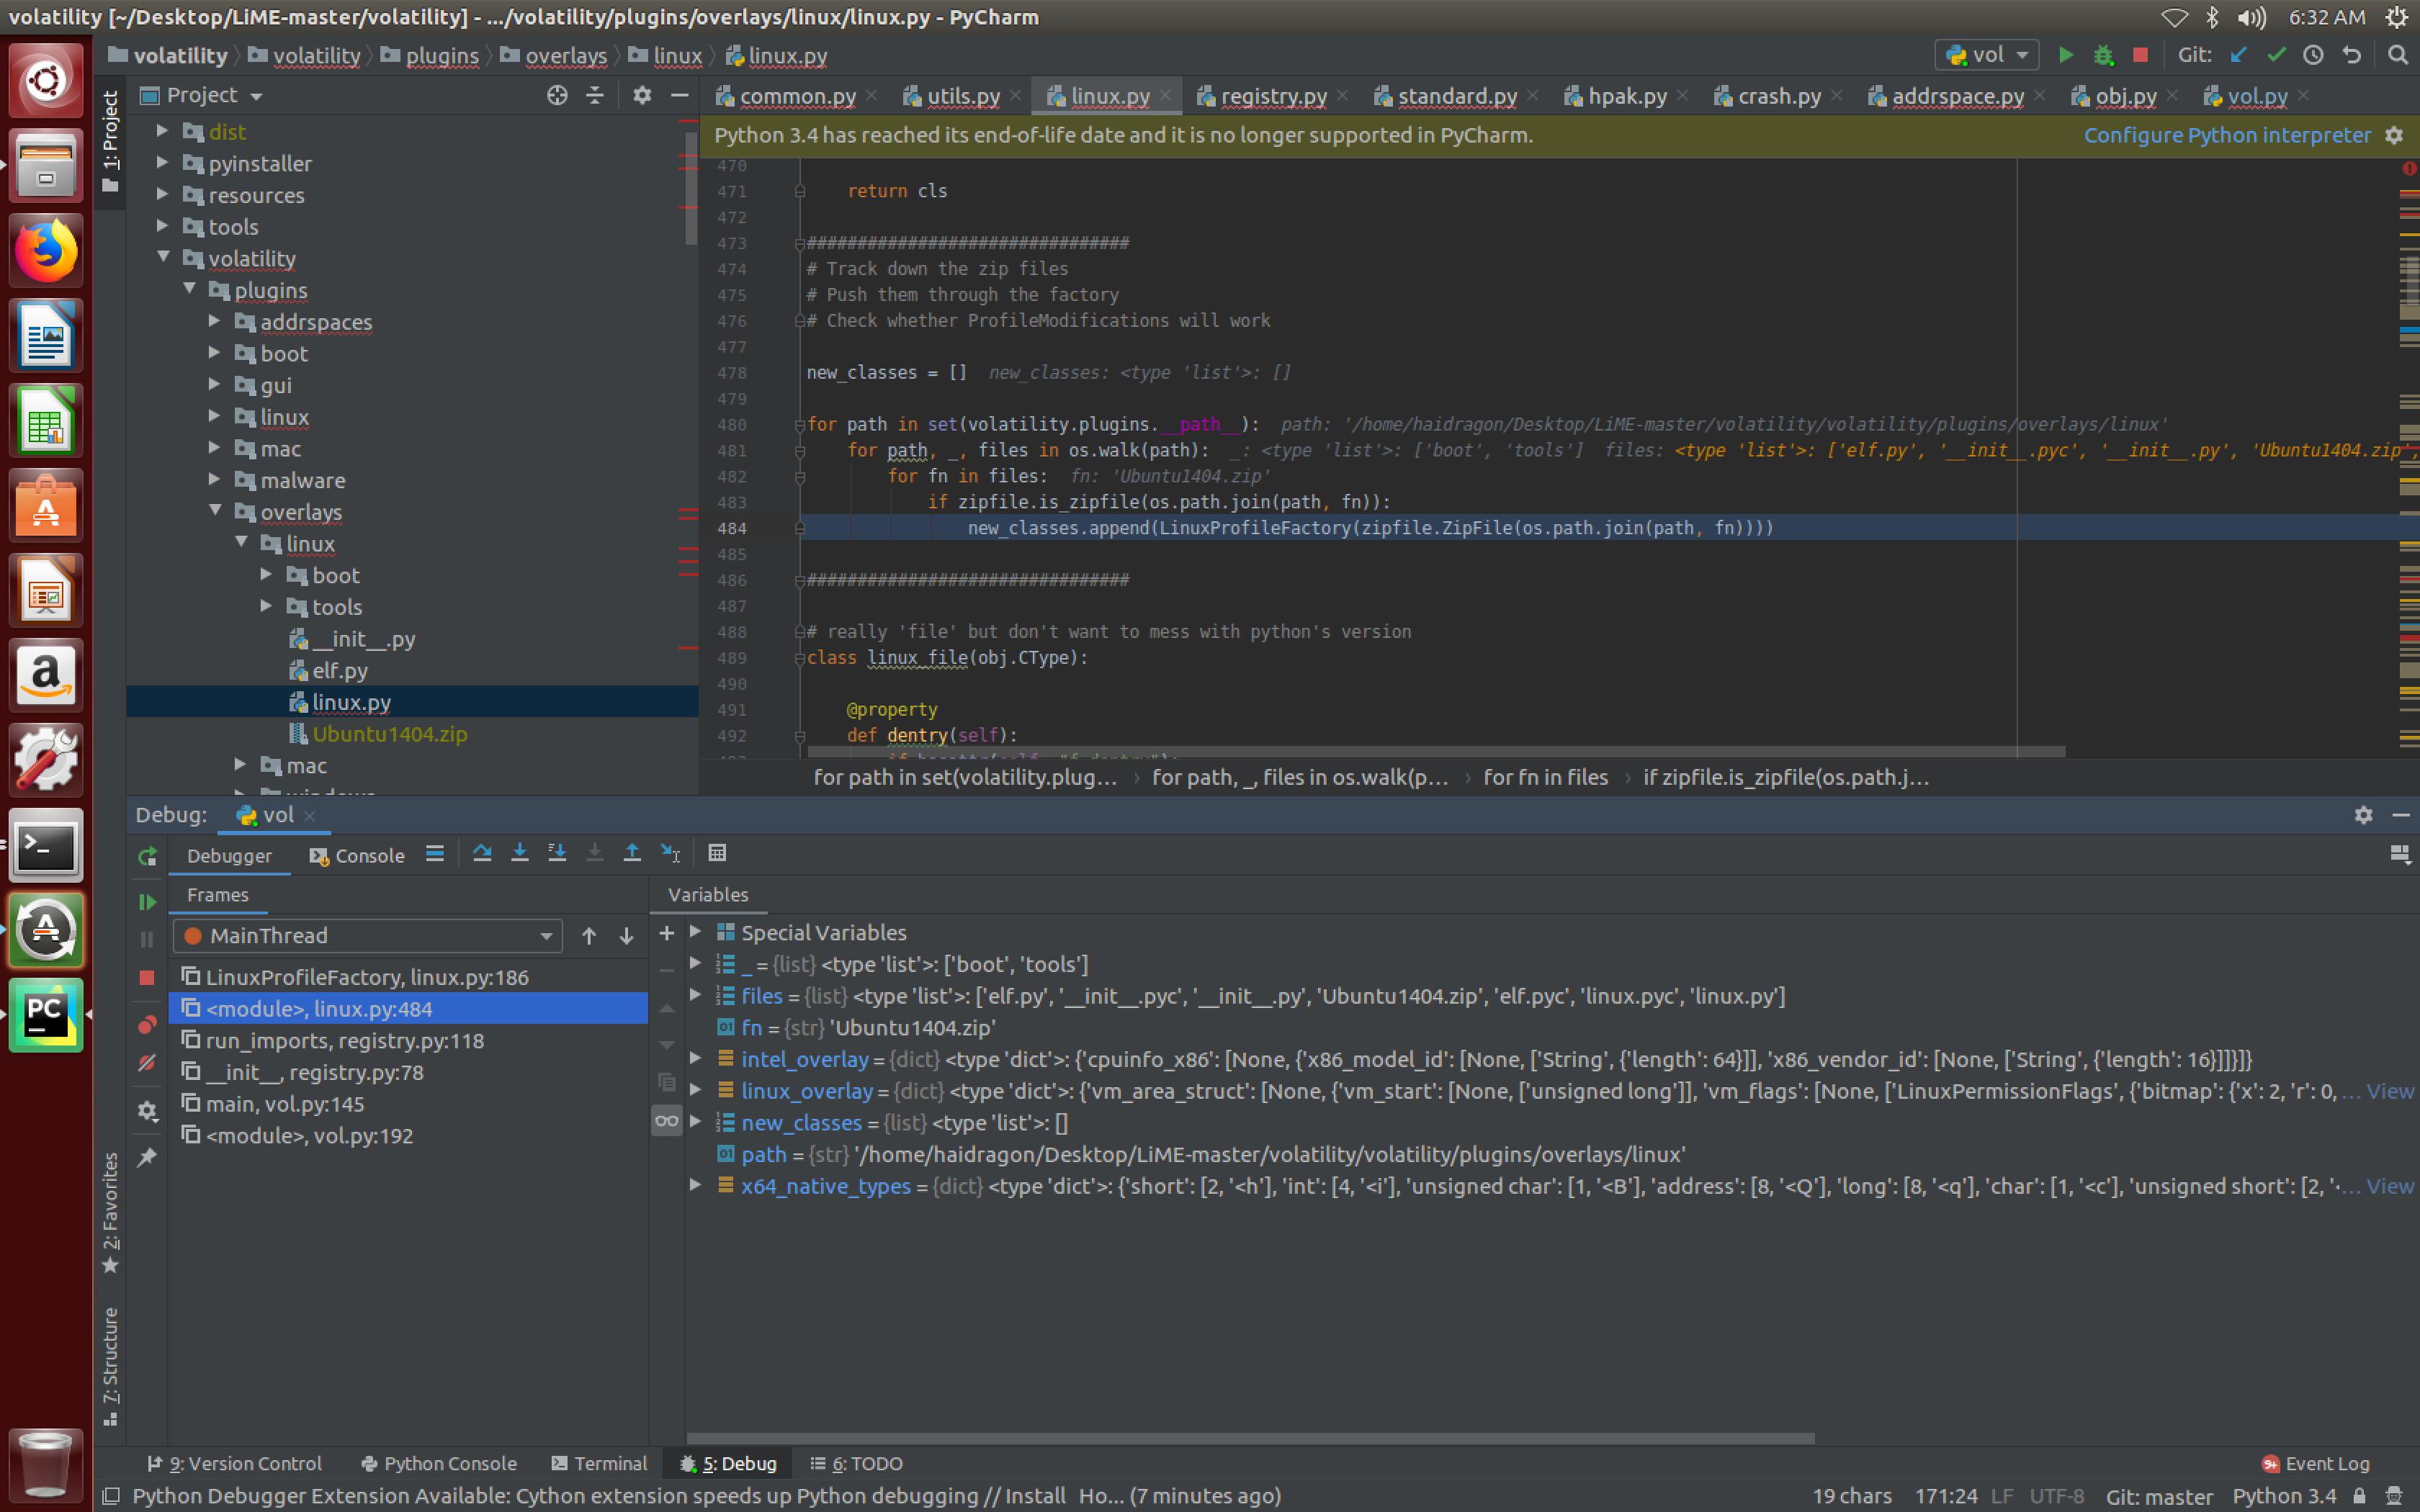 volatility [~/Desktop/LiME-master/volatility] - .../volatility/plugins/overlays/linux/linux.py - PyCharm
6:32 AM
volatility volatility plugins overlays linux linux.py
vol
Git:
1: Project
Project
dist
pyinstaller
resources
tools
volatility
plugins
addrspaces
boot
gui
linux
mac
malware
overlays
linux
boot
tools
__init__.py
elf.py
linux.py
Ubuntu1404.zip
mac
common.py utils.py linux.py registry.py standard.py hpak.py crash.py addrspace.py obj.py vol.py
Python 3.4 has reached its end-of-life date and it is no longer supported in PyCharm.
Configure Python interpreter
470
471 return cls
472
473 ################################
474 # Track down the zip files
475 # Push them through the factory
476 # Check whether ProfileModifications will work
477
478 new_classes = [] new_classes: <type 'list'>: []
479
480 for path in set(volatility.plugins.__path__): path: '/home/haidragon/Desktop/LiME-master/volatility/volatility/plugins/overlays/linux'
481 for path, _, files in os.walk(path): _: <type 'list'>: ['boot', 'tools'] files: <type 'list'>: ['elf.py', '__init__.pyc', '__init__.py', 'Ubuntu1404.zip',
482 for fn in files: fn: 'Ubuntu1404.zip'
483 if zipfile.is_zipfile(os.path.join(path, fn)):
484 new_classes.append(LinuxProfileFactory(zipfile.ZipFile(os.path.join(path, fn))))
485
486 ################################
487
488 # really 'file' but don't want to mess with python's version
489 class linux_file(obj.CType):
490
491 @property
492 def dentry(self):
for path in set(volatility.plug... › for path, _, files in os.walk(p... › for fn in files › if zipfile.is_zipfile(os.path.j...
Debug: vol
Debugger Console
Frames
MainThread
LinuxProfileFactory, linux.py:186
<module>, linux.py:484
run_imports, registry.py:118
__init__, registry.py:78
main, vol.py:145
<module>, vol.py:192
Variables
Special Variables
_ = {list} <type 'list'>: ['boot', 'tools']
files = {list} <type 'list'>: ['elf.py', '__init__.pyc', '__init__.py', 'Ubuntu1404.zip', 'elf.pyc', 'linux.pyc', 'linux.py']
fn = {str} 'Ubuntu1404.zip'
intel_overlay = {dict} <type 'dict'>: {'cpuinfo_x86': [None, {'x86_model_id': [None, ['String', {'length': 64}]], 'x86_vendor_id': [None, ['String', {'length': 16}]]}]}
linux_overlay = {dict} <type 'dict'>: {'vm_area_struct': [None, {'vm_start': [None, ['unsigned long']], 'vm_flags': [None, ['LinuxPermissionFlags', {'bitmap': {'x': 2, 'r': 0, ... View
new_classes = {list} <type 'list'>: []
path = {str} '/home/haidragon/Desktop/LiME-master/volatility/volatility/plugins/overlays/linux'
x64_native_types = {dict} <type 'dict'>: {'short': [2, '<h'], 'int': [4, '<i'], 'unsigned char': [1, '<B'], 'address': [8, '<Q'], 'long': [8, '<q'], 'char': [1, '<c'], 'unsigned short': [2, '<... View
2: Favorites
7: Structure
9: Version Control Python Console Terminal 5: Debug 6: TODO
9+ Event Log
Python Debugger Extension Available: Cython extension speeds up Python debugging // Install Ho... (7 minutes ago)
19 chars 171:24 LF UTF-8 Git: master Python 3.4